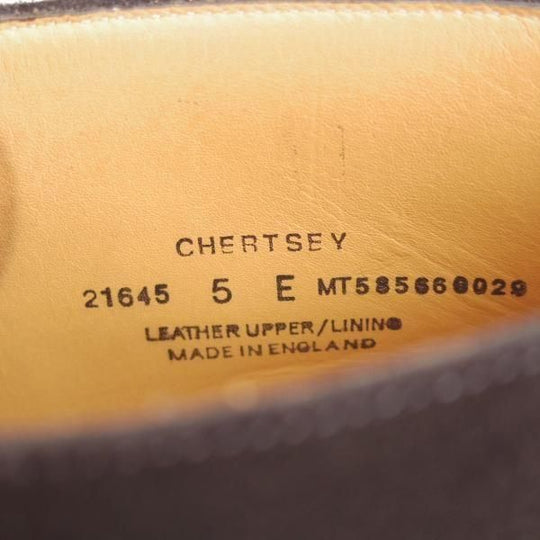 CHERTSEY
21645 5 E MT585668029
LEATHER UPPER/LINING
MADE IN ENGLAND